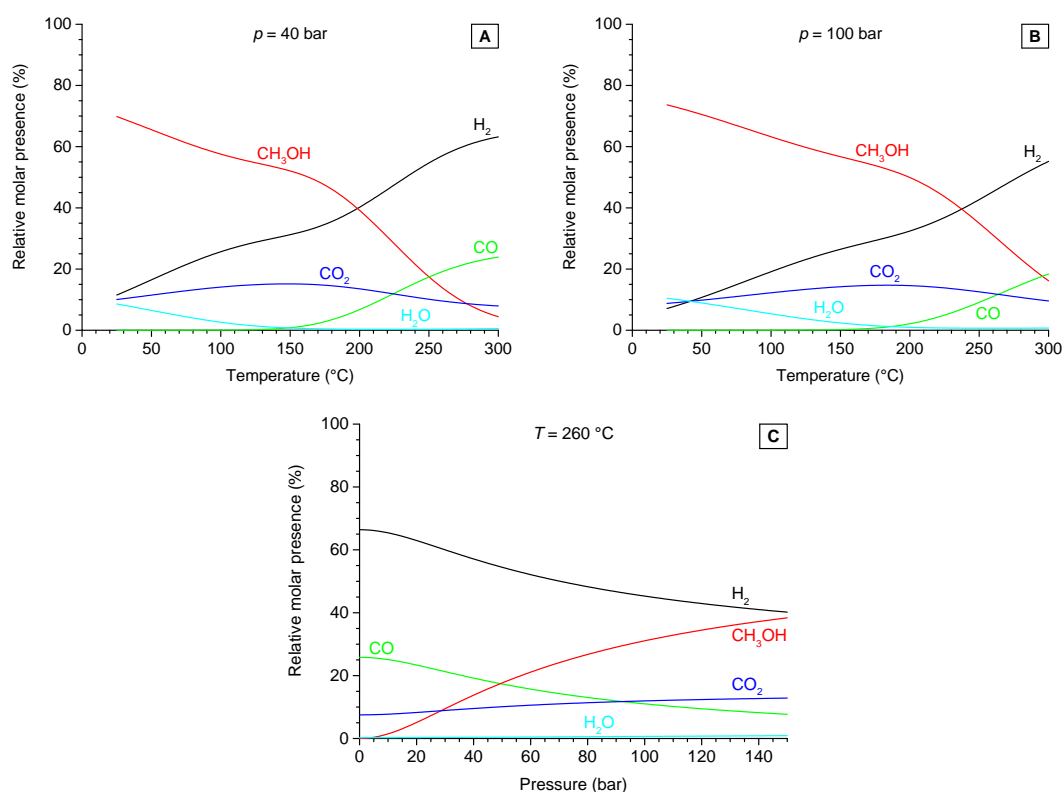 p = 40 bar
A
Relative molar presence (%)
100
80
60
40
20
0
H₂
CH₃OH
CO
CO₂
H₂O
0 50 100 150 200 250 300
Temperature (°C)
p = 100 bar
B
Relative molar presence (%)
100
80
60
40
20
0
CH₃OH
H₂
CO₂
H₂O
CO
0 50 100 150 200 250 300
Temperature (°C)
T = 260 °C
C
Relative molar presence (%)
100
80
60
40
20
0
H₂
CH₃OH
CO
CO₂
H₂O
0 20 40 60 80 100 120 140
Pressure (bar)